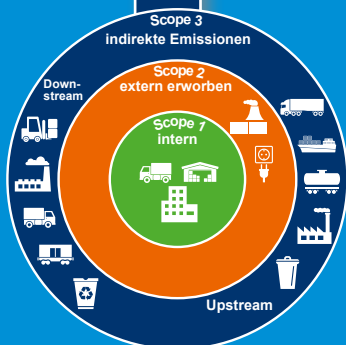 Scope 3
indirekte Emissionen
Down-
stream
Scope 2
extern erworben
Scope 1
intern
Upstream